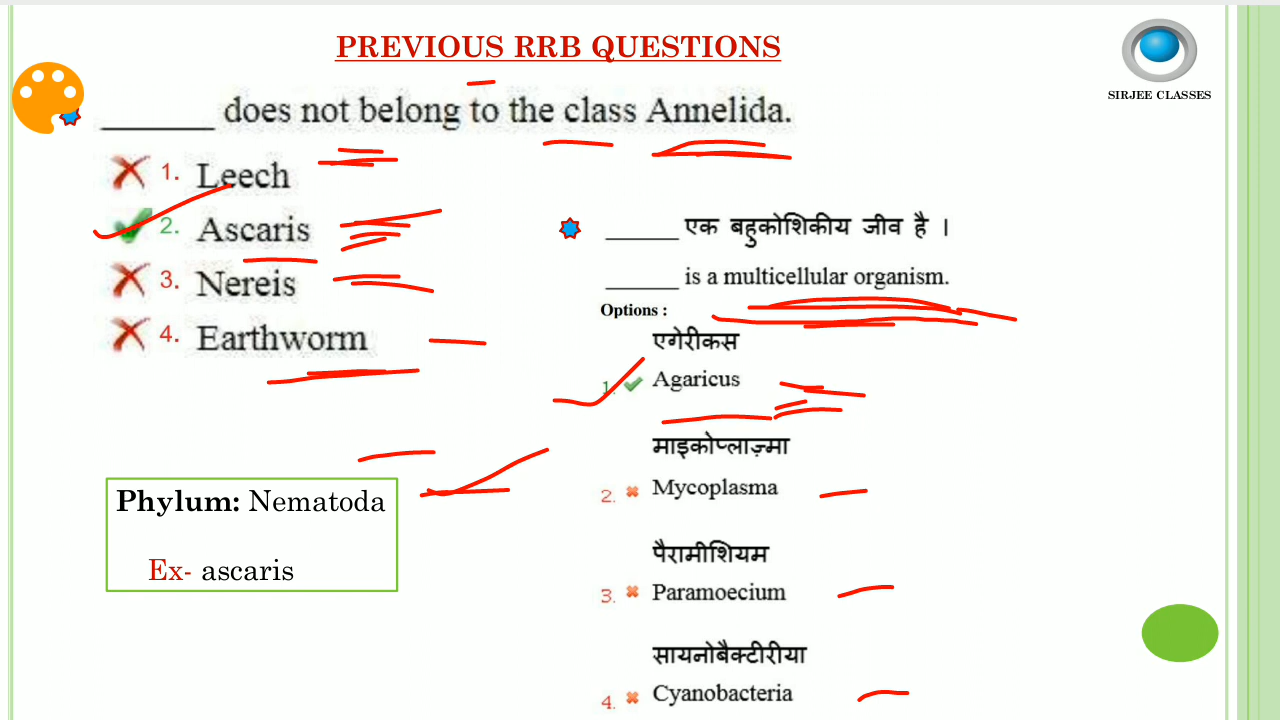 PREVIOUS RRB QUESTIONS
SIRJEE CLASSES
______ does not belong to the class Annelida.
1. Leech
2. Ascaris
3. Nereis
4. Earthworm
Phylum: Nematoda
Ex- ascaris
______ एक बहुकोशिकीय जीव है ।
______ is a multicellular organism.
Options :
एगेरीकस
1. Agaricus
माइकोप्लाज़्मा
2. Mycoplasma
पैरामीशियम
3. Paramoecium
सायनोबैक्टीरीया
4. Cyanobacteria